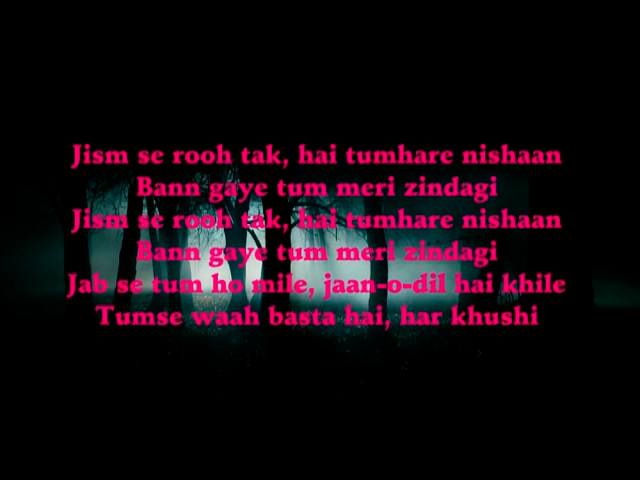 Jism se rooh tak, hai tumhare nishaan
Bann gaye tum meri zindagi
Jism se rooh tak, hai tumhare nishaan
Bann gaye tum meri zindagi
Jab se tum ho mile, jaan-o-dil hai khile
Tumse waah basta hai, har khushi